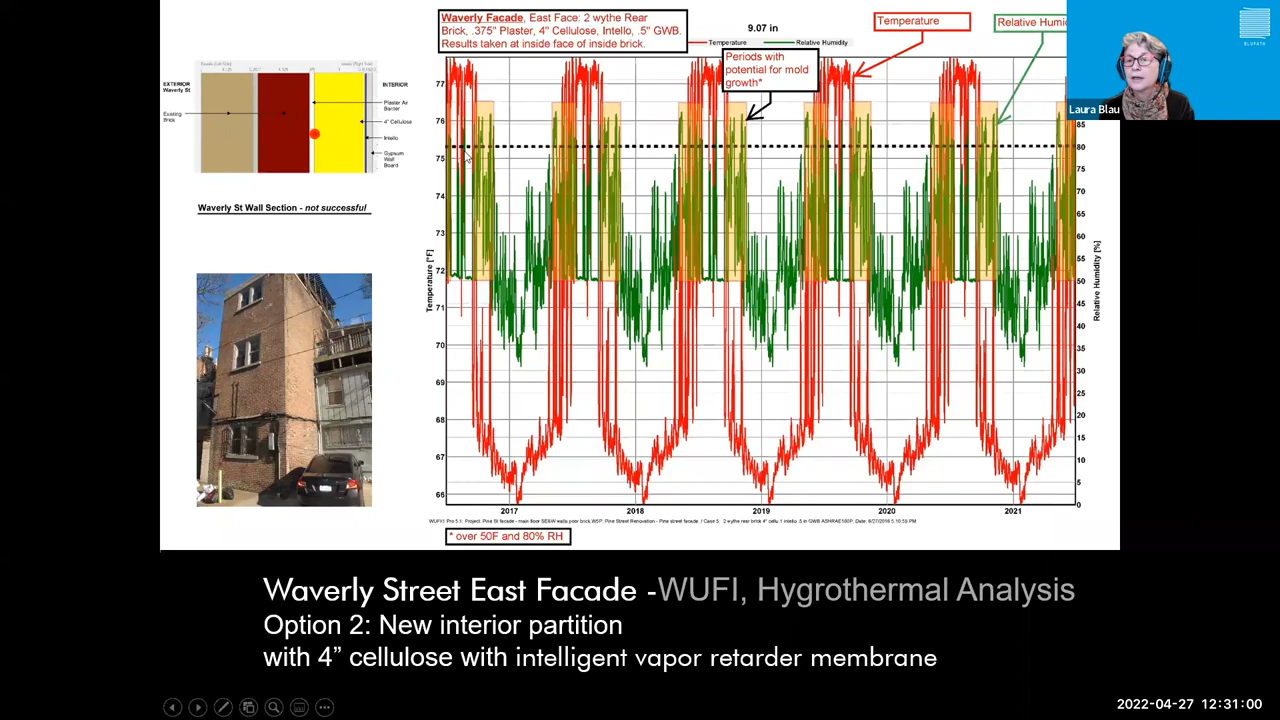 Waverly Facade, East Face: 2 wythe Rear
Brick, .375" Plaster, 4" Cellulose, Intello, .5" GWB.
Results taken at inside face of inside brick.
9.07 in
Temperature
Relative Humidity
Temperature
Relative Humid
Periods with
potential for mold
growth*
Laura Blau
BLUPATH
EXTERIOR
Waverly St
INTERIOR
Existing
Brick
Plaster Air
Barrier
4" Cellulose
Intello
Gypsum
Wall
Board
Waverly St Wall Section - not successful
Temperature [°F]
77
76
75
74
73
72
71
70
69
68
67
66
Relative Humidity [%]
85
80
75
70
65
60
55
50
45
40
35
30
25
20
15
10
5
0
2017
2018
2019
2020
2021
* over 50F and 80% RH
Waverly Street East Facade -WUFI, Hygrothermal Analysis
Option 2: New interior partition
with 4" cellulose with intelligent vapor retarder membrane
2022-04-27 12:31:00